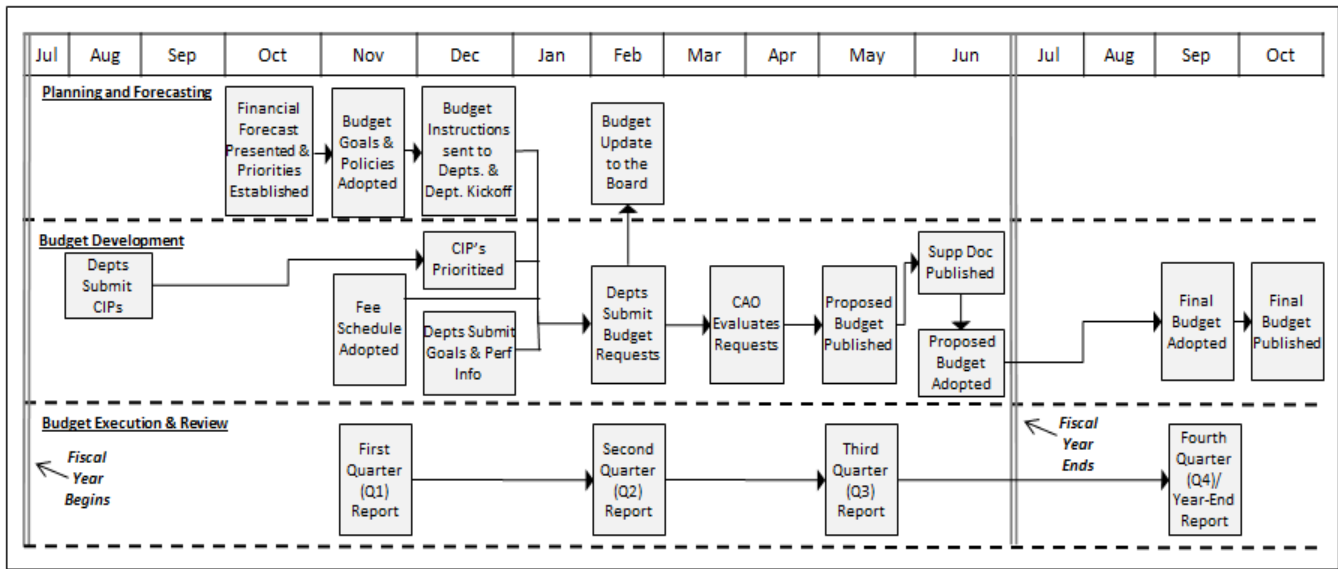 Jul Aug Sep Oct Nov Dec Jan Feb Mar Apr May Jun Jul Aug Sep Oct
Planning and Forecasting
Financial
Forecast
Presented &
Priorities
Established
Budget
Goals &
Policies
Adopted
Budget
Instructions
sent to
Depts. &
Dept. Kickoff
Budget
Update
to the
Board
Budget Development
Depts
Submit
CIPs
CIP's
Prioritized
Fee
Schedule
Adopted
Depts Submit
Goals & Perf
Info
Depts
Submit
Budget
Requests
CAO
Evaluates
Requests
Proposed
Budget
Published
Supp Doc
Published
Proposed
Budget
Adopted
Final
Budget
Adopted
Final
Budget
Published
Budget Execution & Review
Fiscal
Year
Begins
First
Quarter
(Q1)
Report
Second
Quarter
(Q2)
Report
Third
Quarter
(Q3)
Report
Fiscal
Year
Ends
Fourth
Quarter
(Q4)/
Year-End
Report